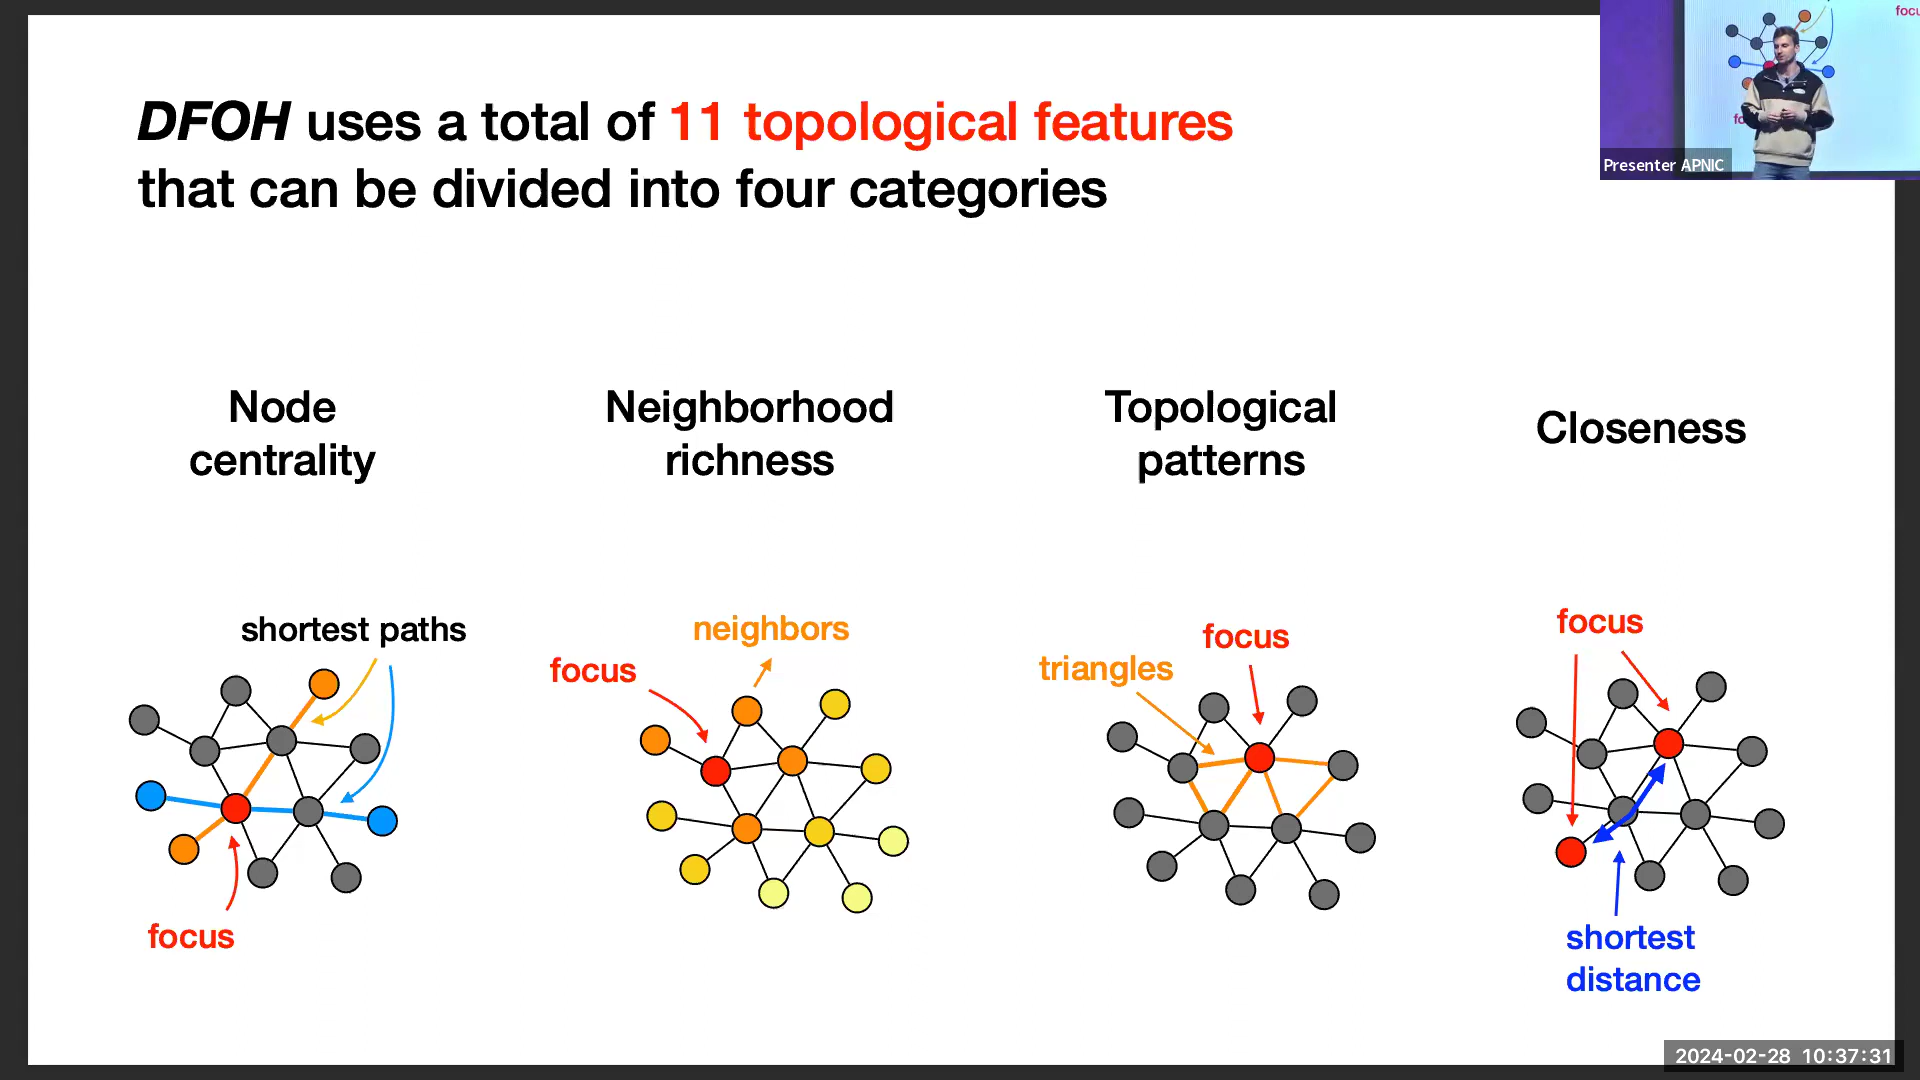 DFOH uses a total of 11 topological features
that can be divided into four categories
Presenter APNIC
focu
fo
Node
centrality
Neighborhood
richness
Topological
patterns
Closeness
shortest paths
focus
neighbors
focus
triangles
focus
focus
shortest
distance
2024-02-28 10:37:31